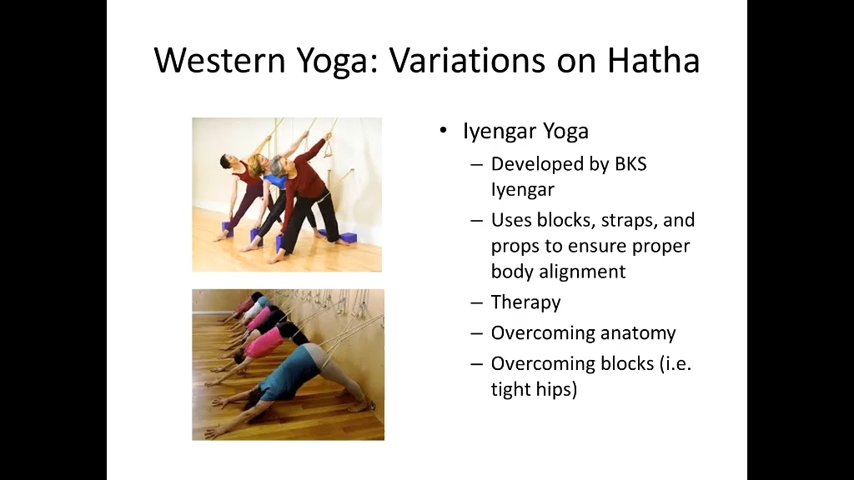 Western Yoga: Variations on Hatha
• Iyengar Yoga
– Developed by BKS
Iyengar
– Uses blocks, straps, and
props to ensure proper
body alignment
– Therapy
– Overcoming anatomy
– Overcoming blocks (i.e.
tight hips)